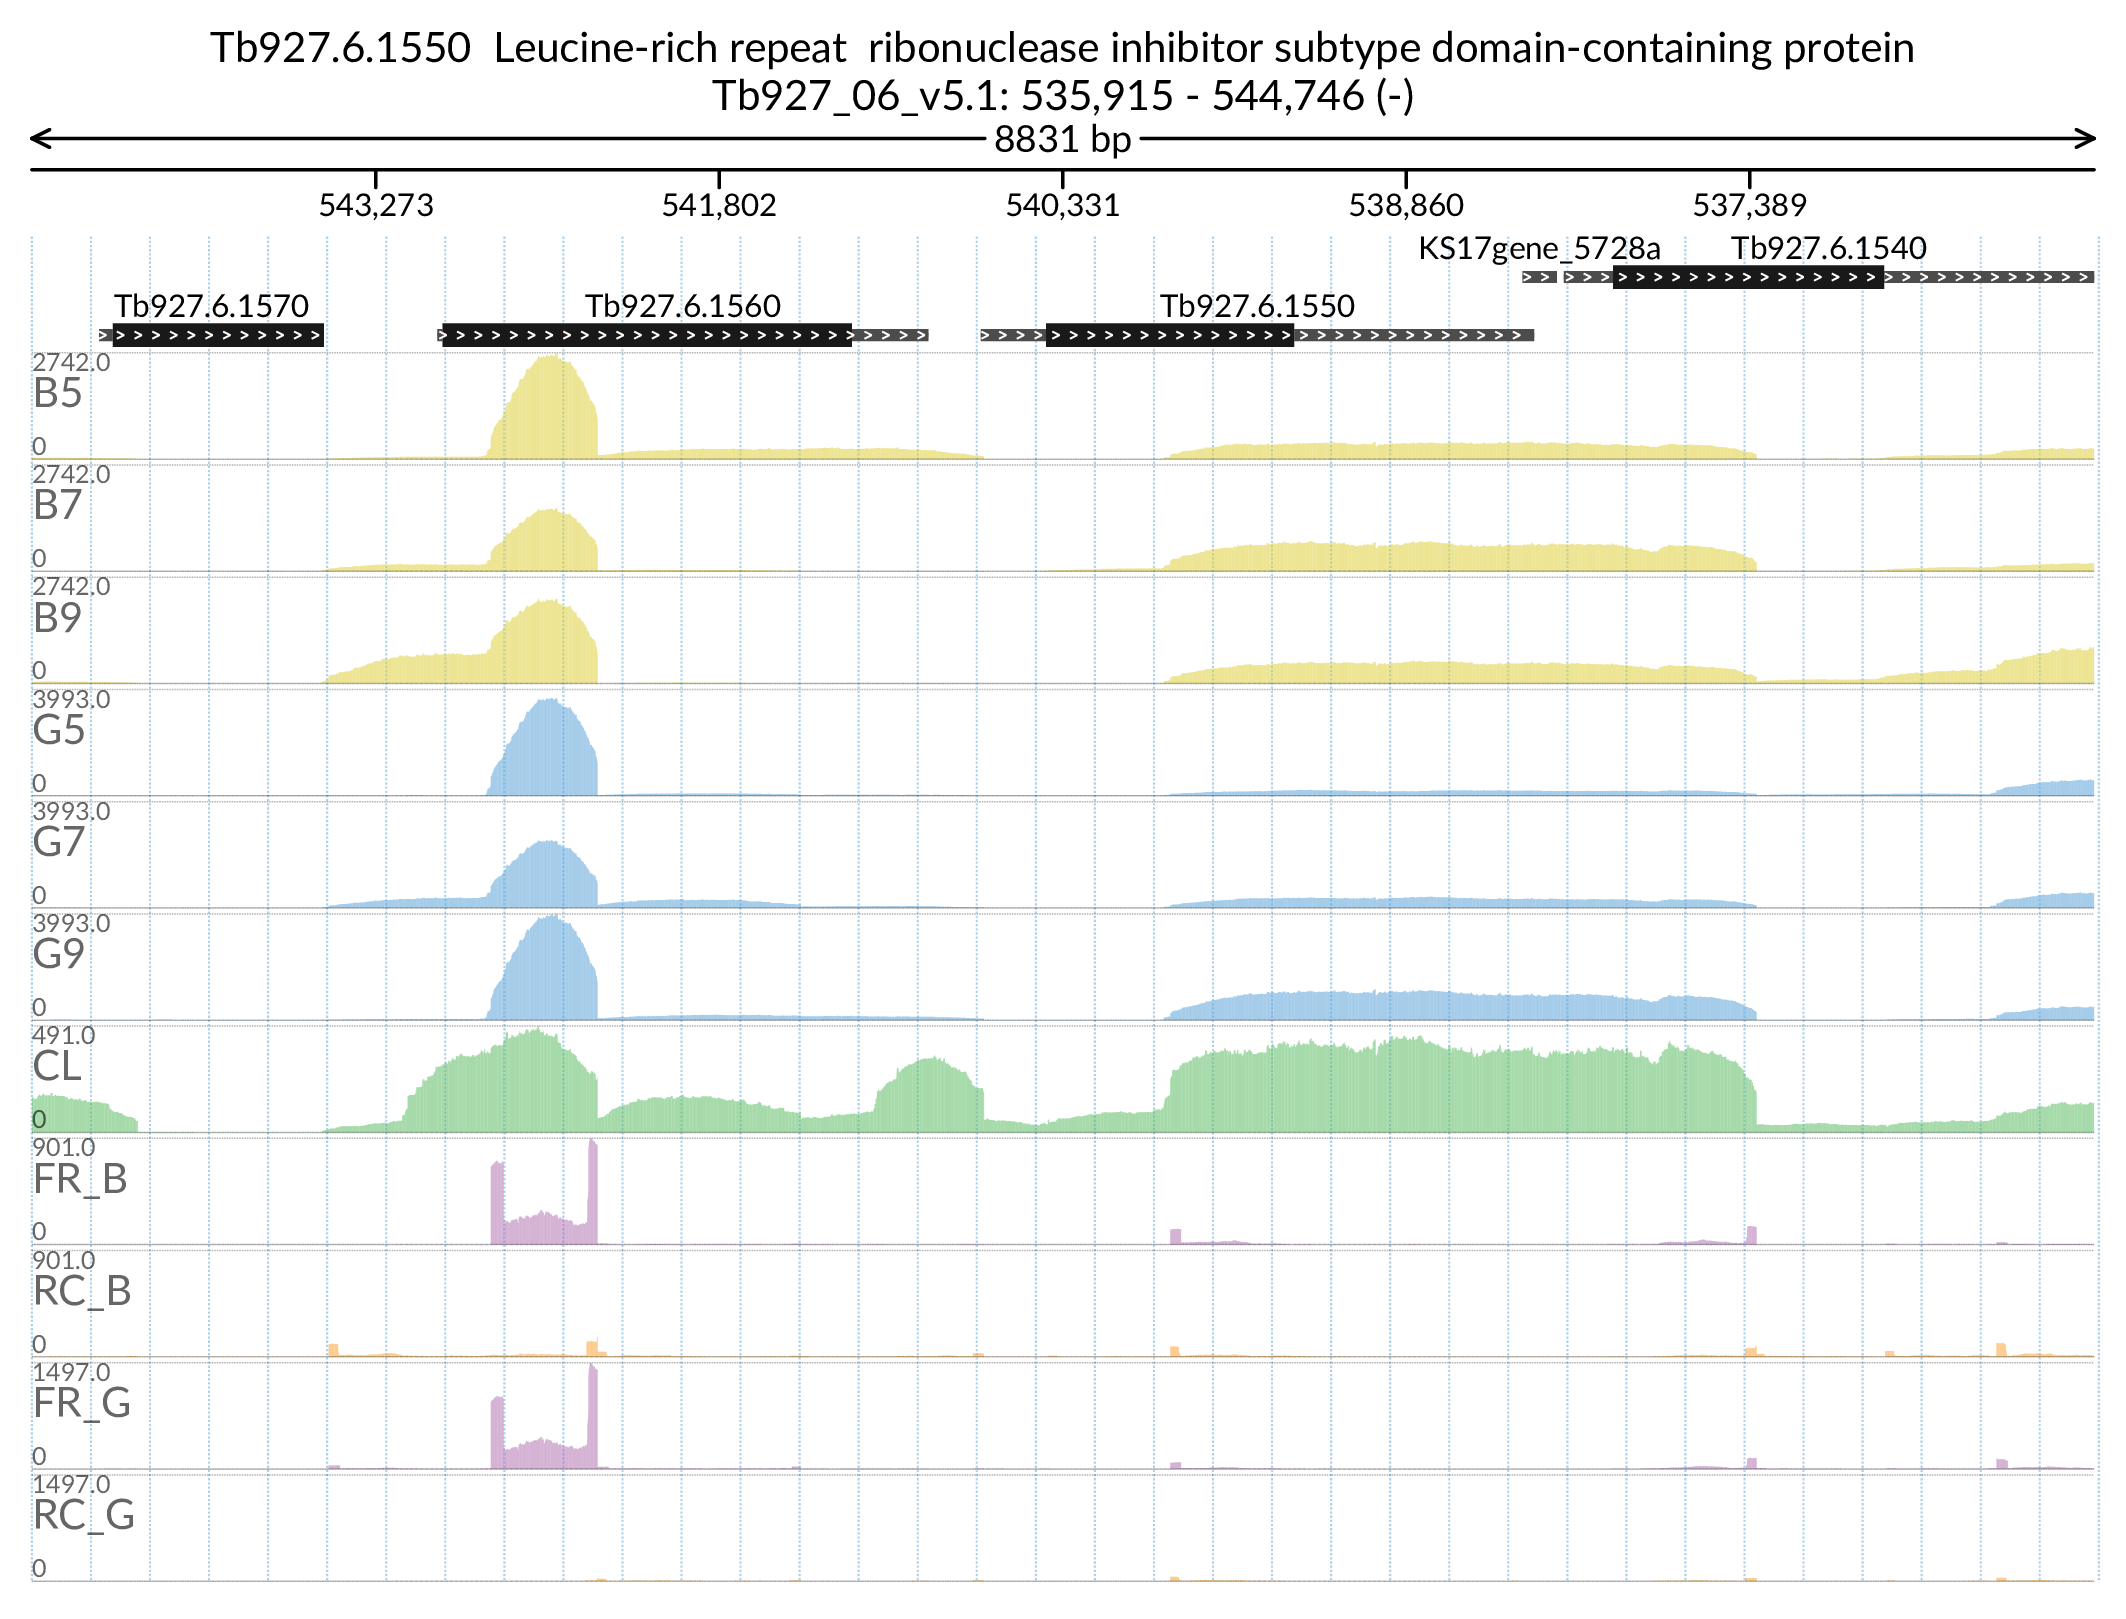 Tb927.6.1550  Leucine-rich repeat  ribonuclease inhibitor subtype domain-containing protein
Tb927_06_v5.1: 535,915 - 544,746 (-)
8831 bp
543,273 541,802 540,331 538,860 537,389
KS17gene_5728a Tb927.6.1540
Tb927.6.1570 Tb927.6.1560 Tb927.6.1550
2742.0
B5
0
2742.0
B7
0
2742.0
B9
0
3993.0
G5
0
3993.0
G7
0
3993.0
G9
0
491.0
CL
0
901.0
FR_B
0
901.0
RC_B
0
1497.0
FR_G
0
1497.0
RC_G
0